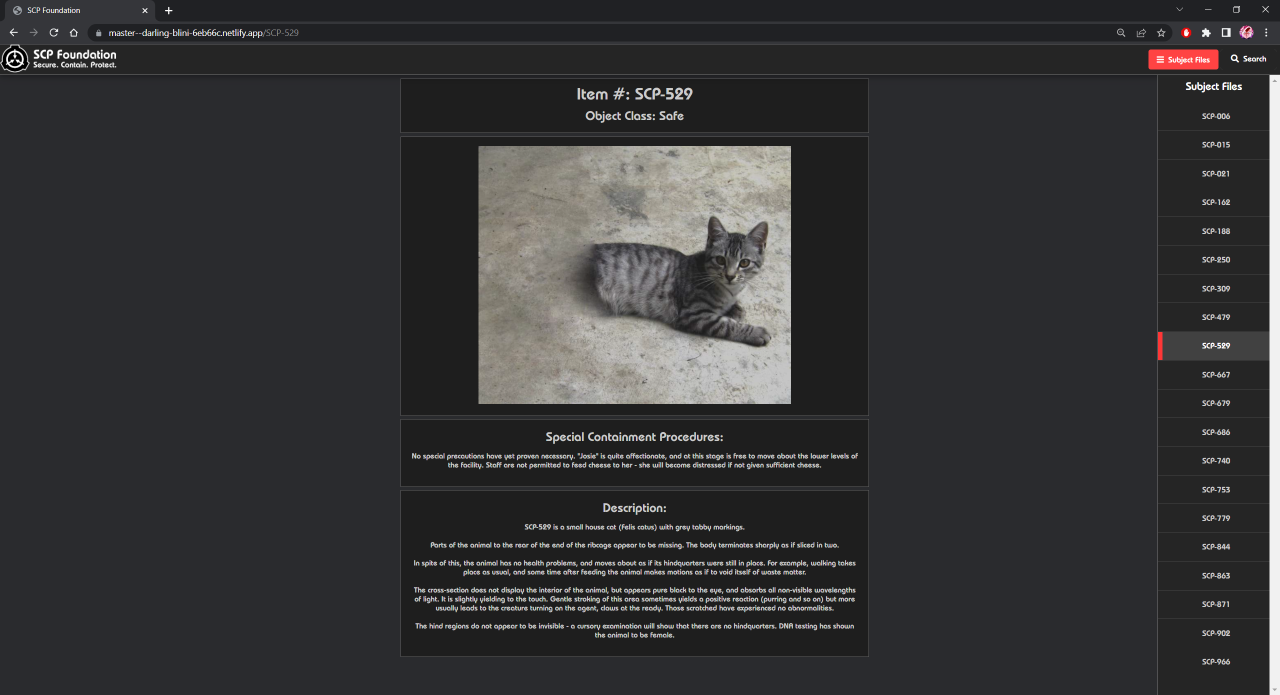 SCP Foundation
master--darling-blini-6eb66c.netlify.app/SCP-529
SCP Foundation
Secure. Contain. Protect.
Subject Files
Search
Item #: SCP-529
Object Class: Safe
Special Containment Procedures:
No special precautions have yet proven necessary. "Josie" is quite affectionate, and at this stage is free to move about the lower levels of
the facility. Staff are not permitted to feed cheese to her - she will become distressed if not given sufficient cheese.
Description:
SCP-529 is a small house cat (Felis catus) with grey tabby markings.
Parts of the animal to the rear of the end of the ribcage appear to be missing. The body terminates sharply as if sliced in two.
In spite of this, the animal has no health problems, and moves about as if its hindquarters were still in place. For example, walking takes
place as usual, and some time after feeding the animal makes motions as if to void itself of waste matter.
The cross-section does not display the interior of the animal, but appears pure black to the eye, and absorbs all non-visible wavelengths
of light. It is slightly yielding to the touch. Gentle stroking of this area sometimes yields a positive reaction (purring and so on) but more
usually leads to the creature turning on the agent, claws at the ready. Those scratched have experienced no abnormalities.
The hind regions do not appear to be invisible - a cursory examination will show that there are no hindquarters. DNA testing has shown
the animal to be female.
Subject Files
SCP-006
SCP-015
SCP-021
SCP-162
SCP-188
SCP-250
SCP-309
SCP-479
SCP-529
SCP-667
SCP-679
SCP-686
SCP-740
SCP-753
SCP-779
SCP-844
SCP-863
SCP-871
SCP-902
SCP-966